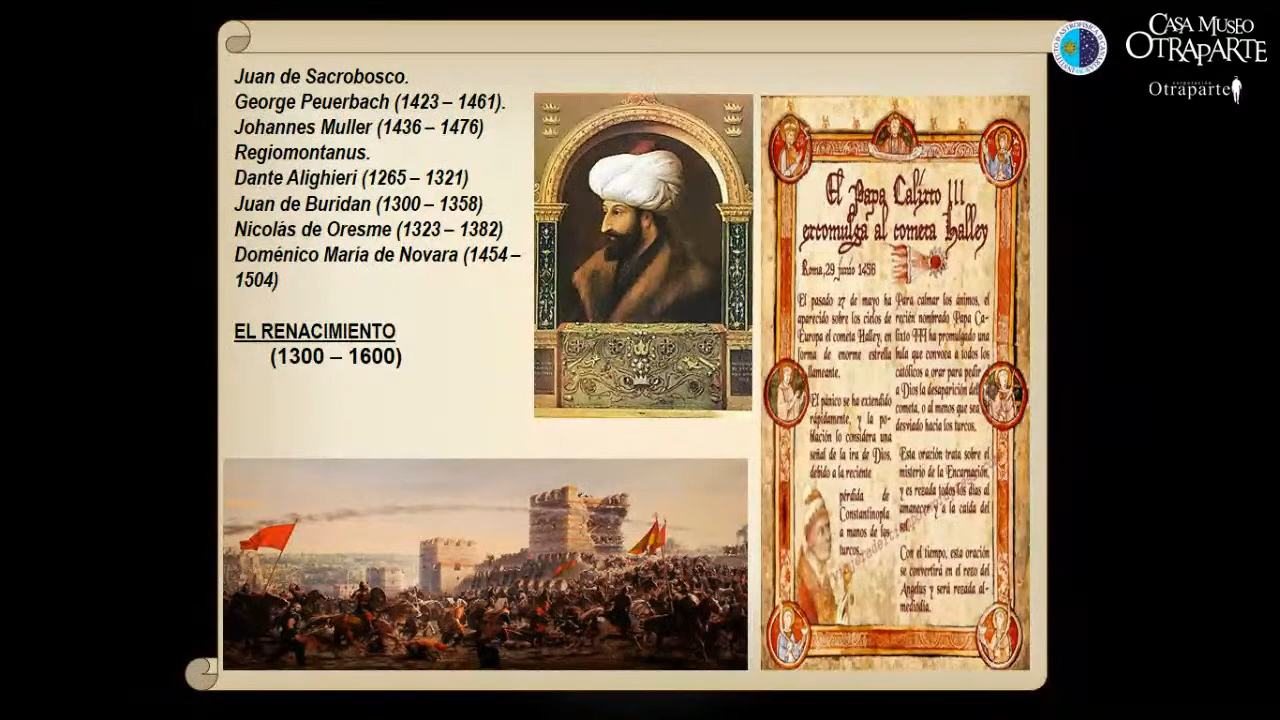 Juan de Sacrobosco.
George Peuerbach (1423 – 1461).
Johannes Muller (1436 – 1476)
Regiomontanus.
Dante Alighieri (1265 – 1321)
Juan de Buridan (1300 – 1358)
Nicolás de Oresme (1323 – 1382)
Doménico María de Novara (1454 –
1504)
EL RENACIMIENTO
(1300 – 1600)
El Papa Calixto III
excomulga al cometa Halley
Roma, 29 junio 1456
El pasado 27 de mayo ha
aparecido sobre los cielos de
Europa el cometa Halley, en
forma de enorme estrella
llameante.
El pánico se ha extendido
rápidamente, y la po-
blación lo considera una
señal de la ira de Dios,
debido a la reciente
pérdida de
Constantinopla
a manos de los
turcos.
Para calmar los ánimos, el
recién nombrado Papa Ca-
lixto III ha promulgado una
bula que convoca a todos los
católicos a orar para pedir
a Dios la desaparición del
cometa, o al menos que sea
desviado hacia los turcos.
Esta oración trata sobre el
misterio de la Encarnación,
y es rezada todos los días al
amanecer y a la caída del
sol.
Con el tiempo, esta oración
se convertirá en el rezo del
Angelus y será rezada al
mediodía.
CASA MUSEO
OTRAPARTE
corporación
Otraparte